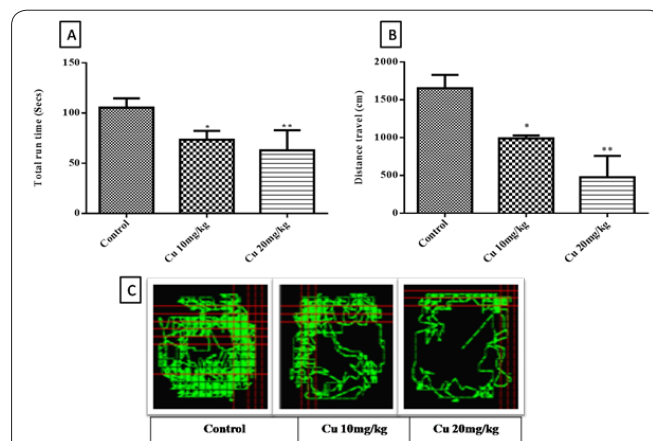 A
Total run time (Secs)
150
100
50
0
*
**
Control
Cu 10mg/kg
Cu 20mg/kg
B
Distance travel (cm)
2000
1500
1000
500
0
*
**
Control
Cu 10mg/kg
Cu 20mg/kg
C
Control
Cu 10mg/kg
Cu 20mg/kg